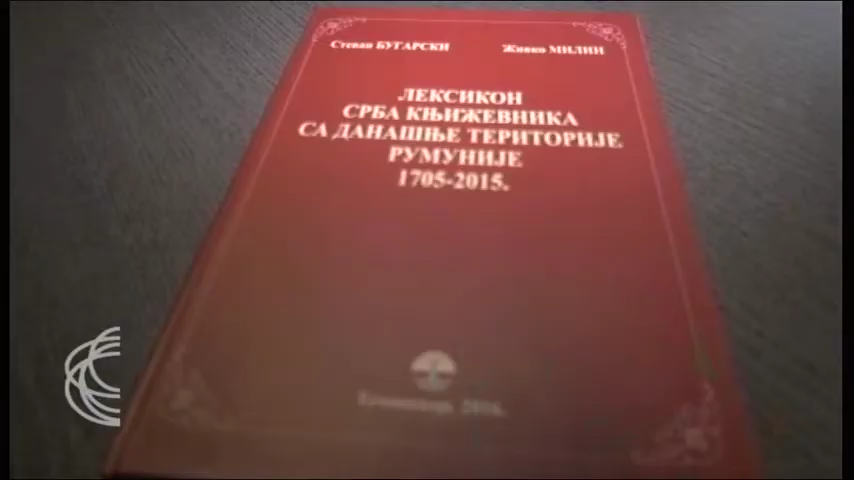 Стеван БУГАРСКИ Живко МИЛИН
ЛЕКСИКОН
СРБА КЊИЖЕВНИКА
СА ДАНАШЊЕ ТЕРИТОРИЈЕ
РУМУНИЈЕ
1705-2015.